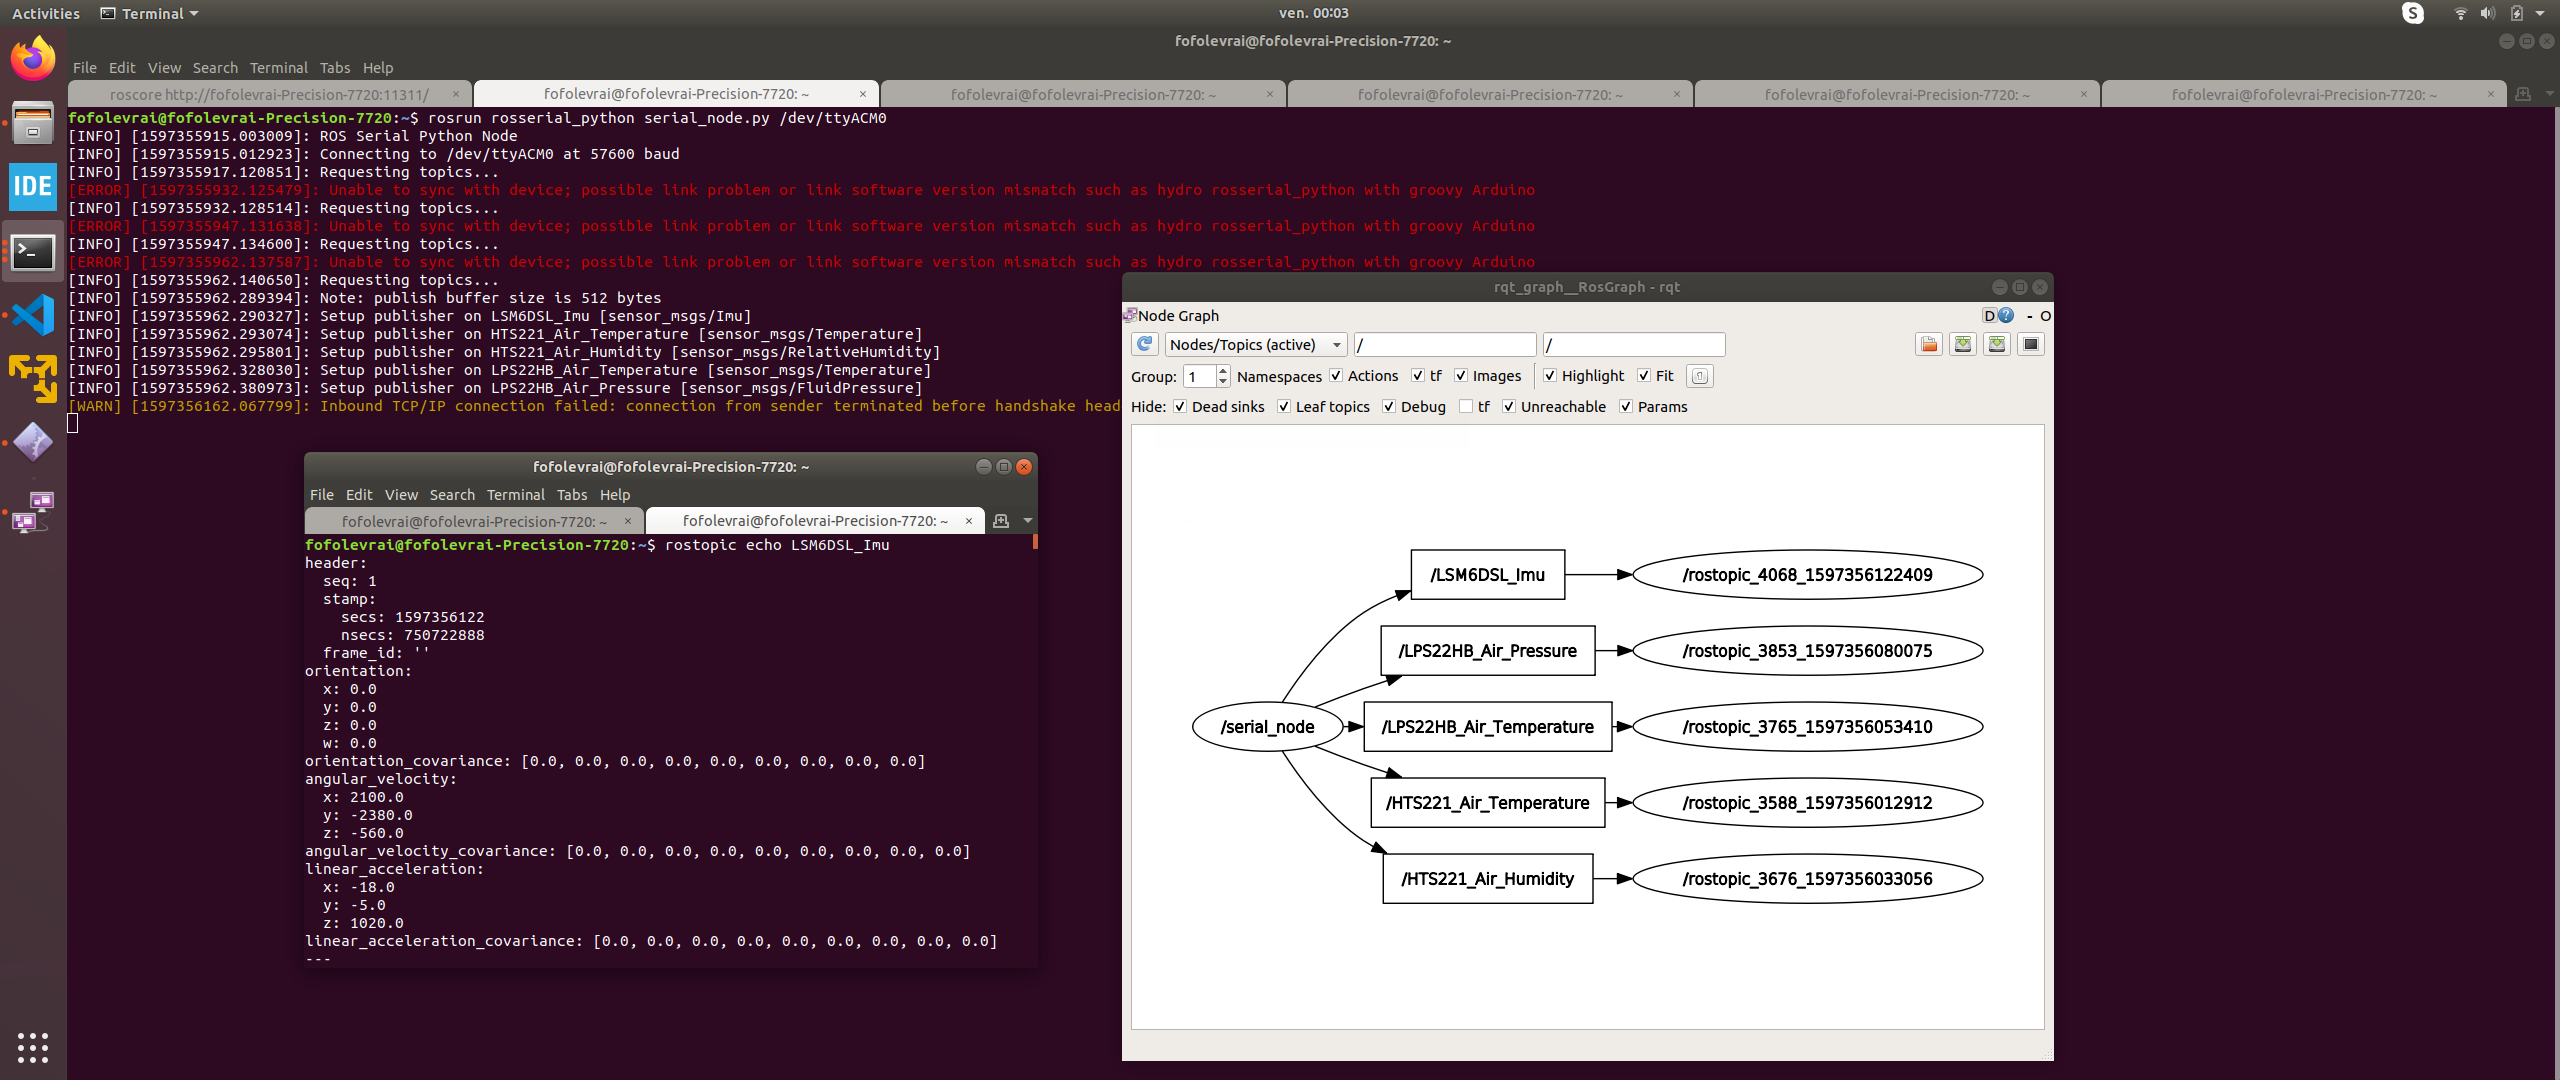 Activities Terminal ven. 00:03 S
fofolevrai@fofolevrai-Precision-7720: ~
File Edit View Search Terminal Tabs Help
roscore http://fofolevrai-Precision-7720:11311/ × fofolevrai@fofolevrai-Precision-7720: ~ × fofolevrai@fofolevrai-Precision-7720: ~ × fofolevrai@fofolevrai-Precision-7720: ~ × fofolevrai@fofolevrai-Precision-7720: ~ × fofolevrai@fofolevrai-Precision-7720: ~ ×
fofolevrai@fofolevrai-Precision-7720:~$ rosrun rosserial_python serial_node.py /dev/ttyACM0
[INFO] [1597355915.003009]: ROS Serial Python Node
[INFO] [1597355915.012923]: Connecting to /dev/ttyACM0 at 57600 baud
[INFO] [1597355917.120851]: Requesting topics...
[ERROR] [1597355932.125479]: Unable to sync with device; possible link problem or link software version mismatch such as hydro rosserial_python with groovy Arduino
[INFO] [1597355932.128514]: Requesting topics...
[ERROR] [1597355947.131638]: Unable to sync with device; possible link problem or link software version mismatch such as hydro rosserial_python with groovy Arduino
[INFO] [1597355947.134600]: Requesting topics...
[ERROR] [1597355962.137587]: Unable to sync with device; possible link problem or link software version mismatch such as hydro rosserial_python with groovy Arduino
[INFO] [1597355962.140650]: Requesting topics...
[INFO] [1597355962.289394]: Note: publish buffer size is 512 bytes
[INFO] [1597355962.290327]: Setup publisher on LSM6DSL_Imu [sensor_msgs/Imu]
[INFO] [1597355962.293074]: Setup publisher on HTS221_Air_Temperature [sensor_msgs/Temperature]
[INFO] [1597355962.295801]: Setup publisher on HTS221_Air_Humidity [sensor_msgs/RelativeHumidity]
[INFO] [1597355962.328030]: Setup publisher on LPS22HB_Air_Temperature [sensor_msgs/Temperature]
[INFO] [1597355962.380973]: Setup publisher on LPS22HB_Air_Pressure [sensor_msgs/FluidPressure]
[WARN] [1597356162.067799]: Inbound TCP/IP connection failed: connection from sender terminated before handshake head
IDE
fofolevrai@fofolevrai-Precision-7720: ~
File Edit View Search Terminal Tabs Help
fofolevrai@fofolevrai-Precision-7720: ~ × fofolevrai@fofolevrai-Precision-7720: ~ ×
fofolevrai@fofolevrai-Precision-7720:~$ rostopic echo LSM6DSL_Imu
header:
seq: 1
stamp:
secs: 1597356122
nsecs: 750722888
frame_id: ''
orientation:
x: 0.0
y: 0.0
z: 0.0
w: 0.0
orientation_covariance: [0.0, 0.0, 0.0, 0.0, 0.0, 0.0, 0.0, 0.0, 0.0]
angular_velocity:
x: 2100.0
y: -2380.0
z: -560.0
angular_velocity_covariance: [0.0, 0.0, 0.0, 0.0, 0.0, 0.0, 0.0, 0.0, 0.0]
linear_acceleration:
x: -18.0
y: -5.0
z: 1020.0
linear_acceleration_covariance: [0.0, 0.0, 0.0, 0.0, 0.0, 0.0, 0.0, 0.0, 0.0]
---
rqt_graph__RosGraph - rqt
Node Graph D ? - O
Nodes/Topics (active) / /
Group: 1 Namespaces Actions tf Images Highlight Fit
Hide: Dead sinks Leaf topics Debug tf Unreachable Params
/LSM6DSL_Imu /rostopic_4068_1597356122409
/LPS22HB_Air_Pressure /rostopic_3853_1597356080075
/serial_node /LPS22HB_Air_Temperature /rostopic_3765_1597356053410
/HTS221_Air_Temperature /rostopic_3588_1597356012912
/HTS221_Air_Humidity /rostopic_3676_1597356033056